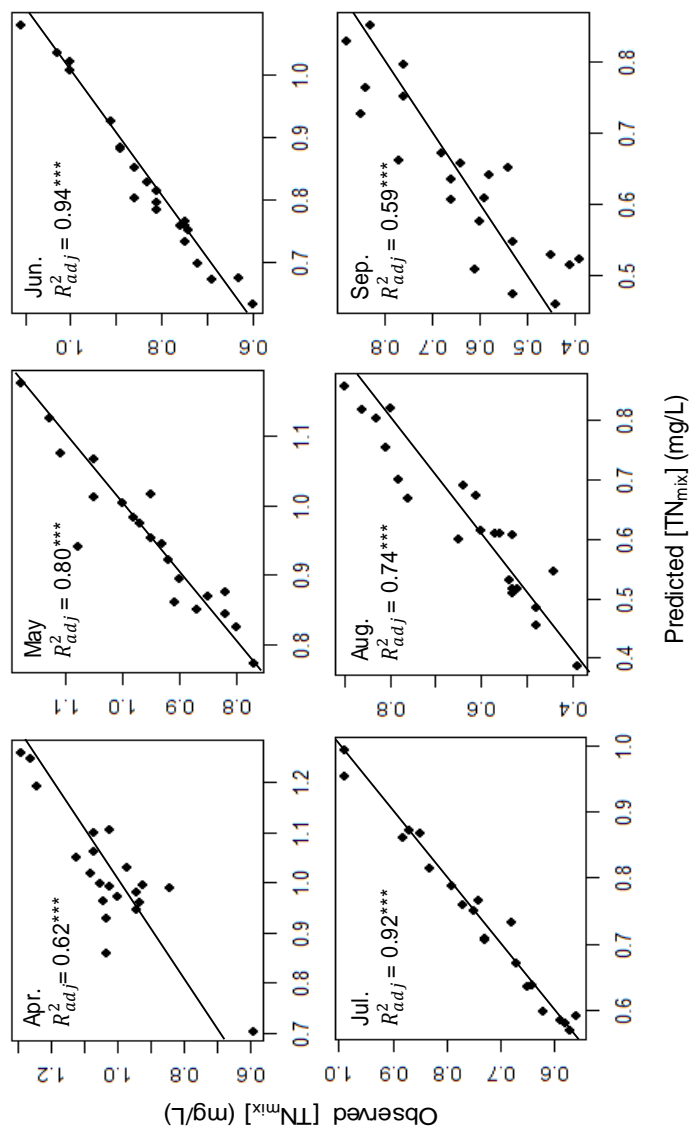 Observed [TNmix] (mg/L)
Apr.
R²adj = 0.62***
1.2
1.0
0.8
0.6
0.7 0.8 0.9 1.0 1.1 1.2
May
R²adj = 0.80***
1.1
1.0
0.9
0.8
0.8 0.9 1.0 1.1
Jun.
R²adj = 0.94***
1.0
0.8
0.6
0.7 0.8 0.9 1.0
Jul.
R²adj = 0.92***
1.0
0.9
0.8
0.7
0.6
0.6 0.7 0.8 0.9 1.0
Aug.
R²adj = 0.74***
0.8
0.6
0.4
0.4 0.5 0.6 0.7 0.8
Sep.
R²adj = 0.59***
0.8
0.7
0.6
0.5
0.4
0.5 0.6 0.7 0.8
Predicted [TNmix] (mg/L)